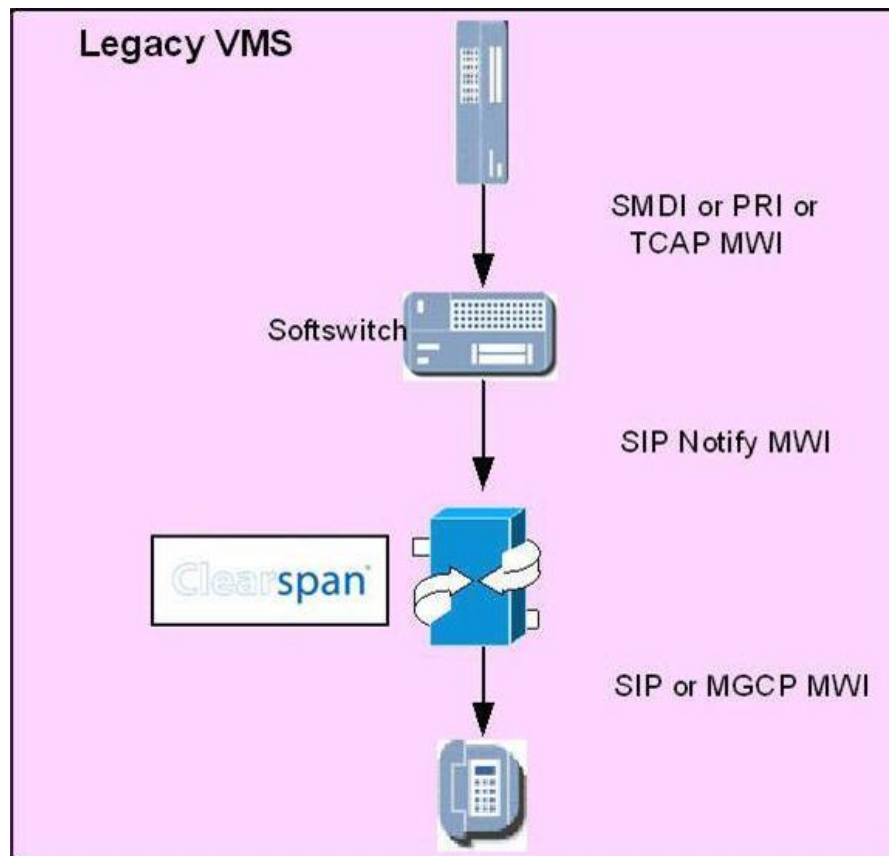 Legacy VMS
SMDI or PRI or
TCAP MWI
Softswitch
SIP Notify MWI
Clearspan
SIP or MGCP MWI